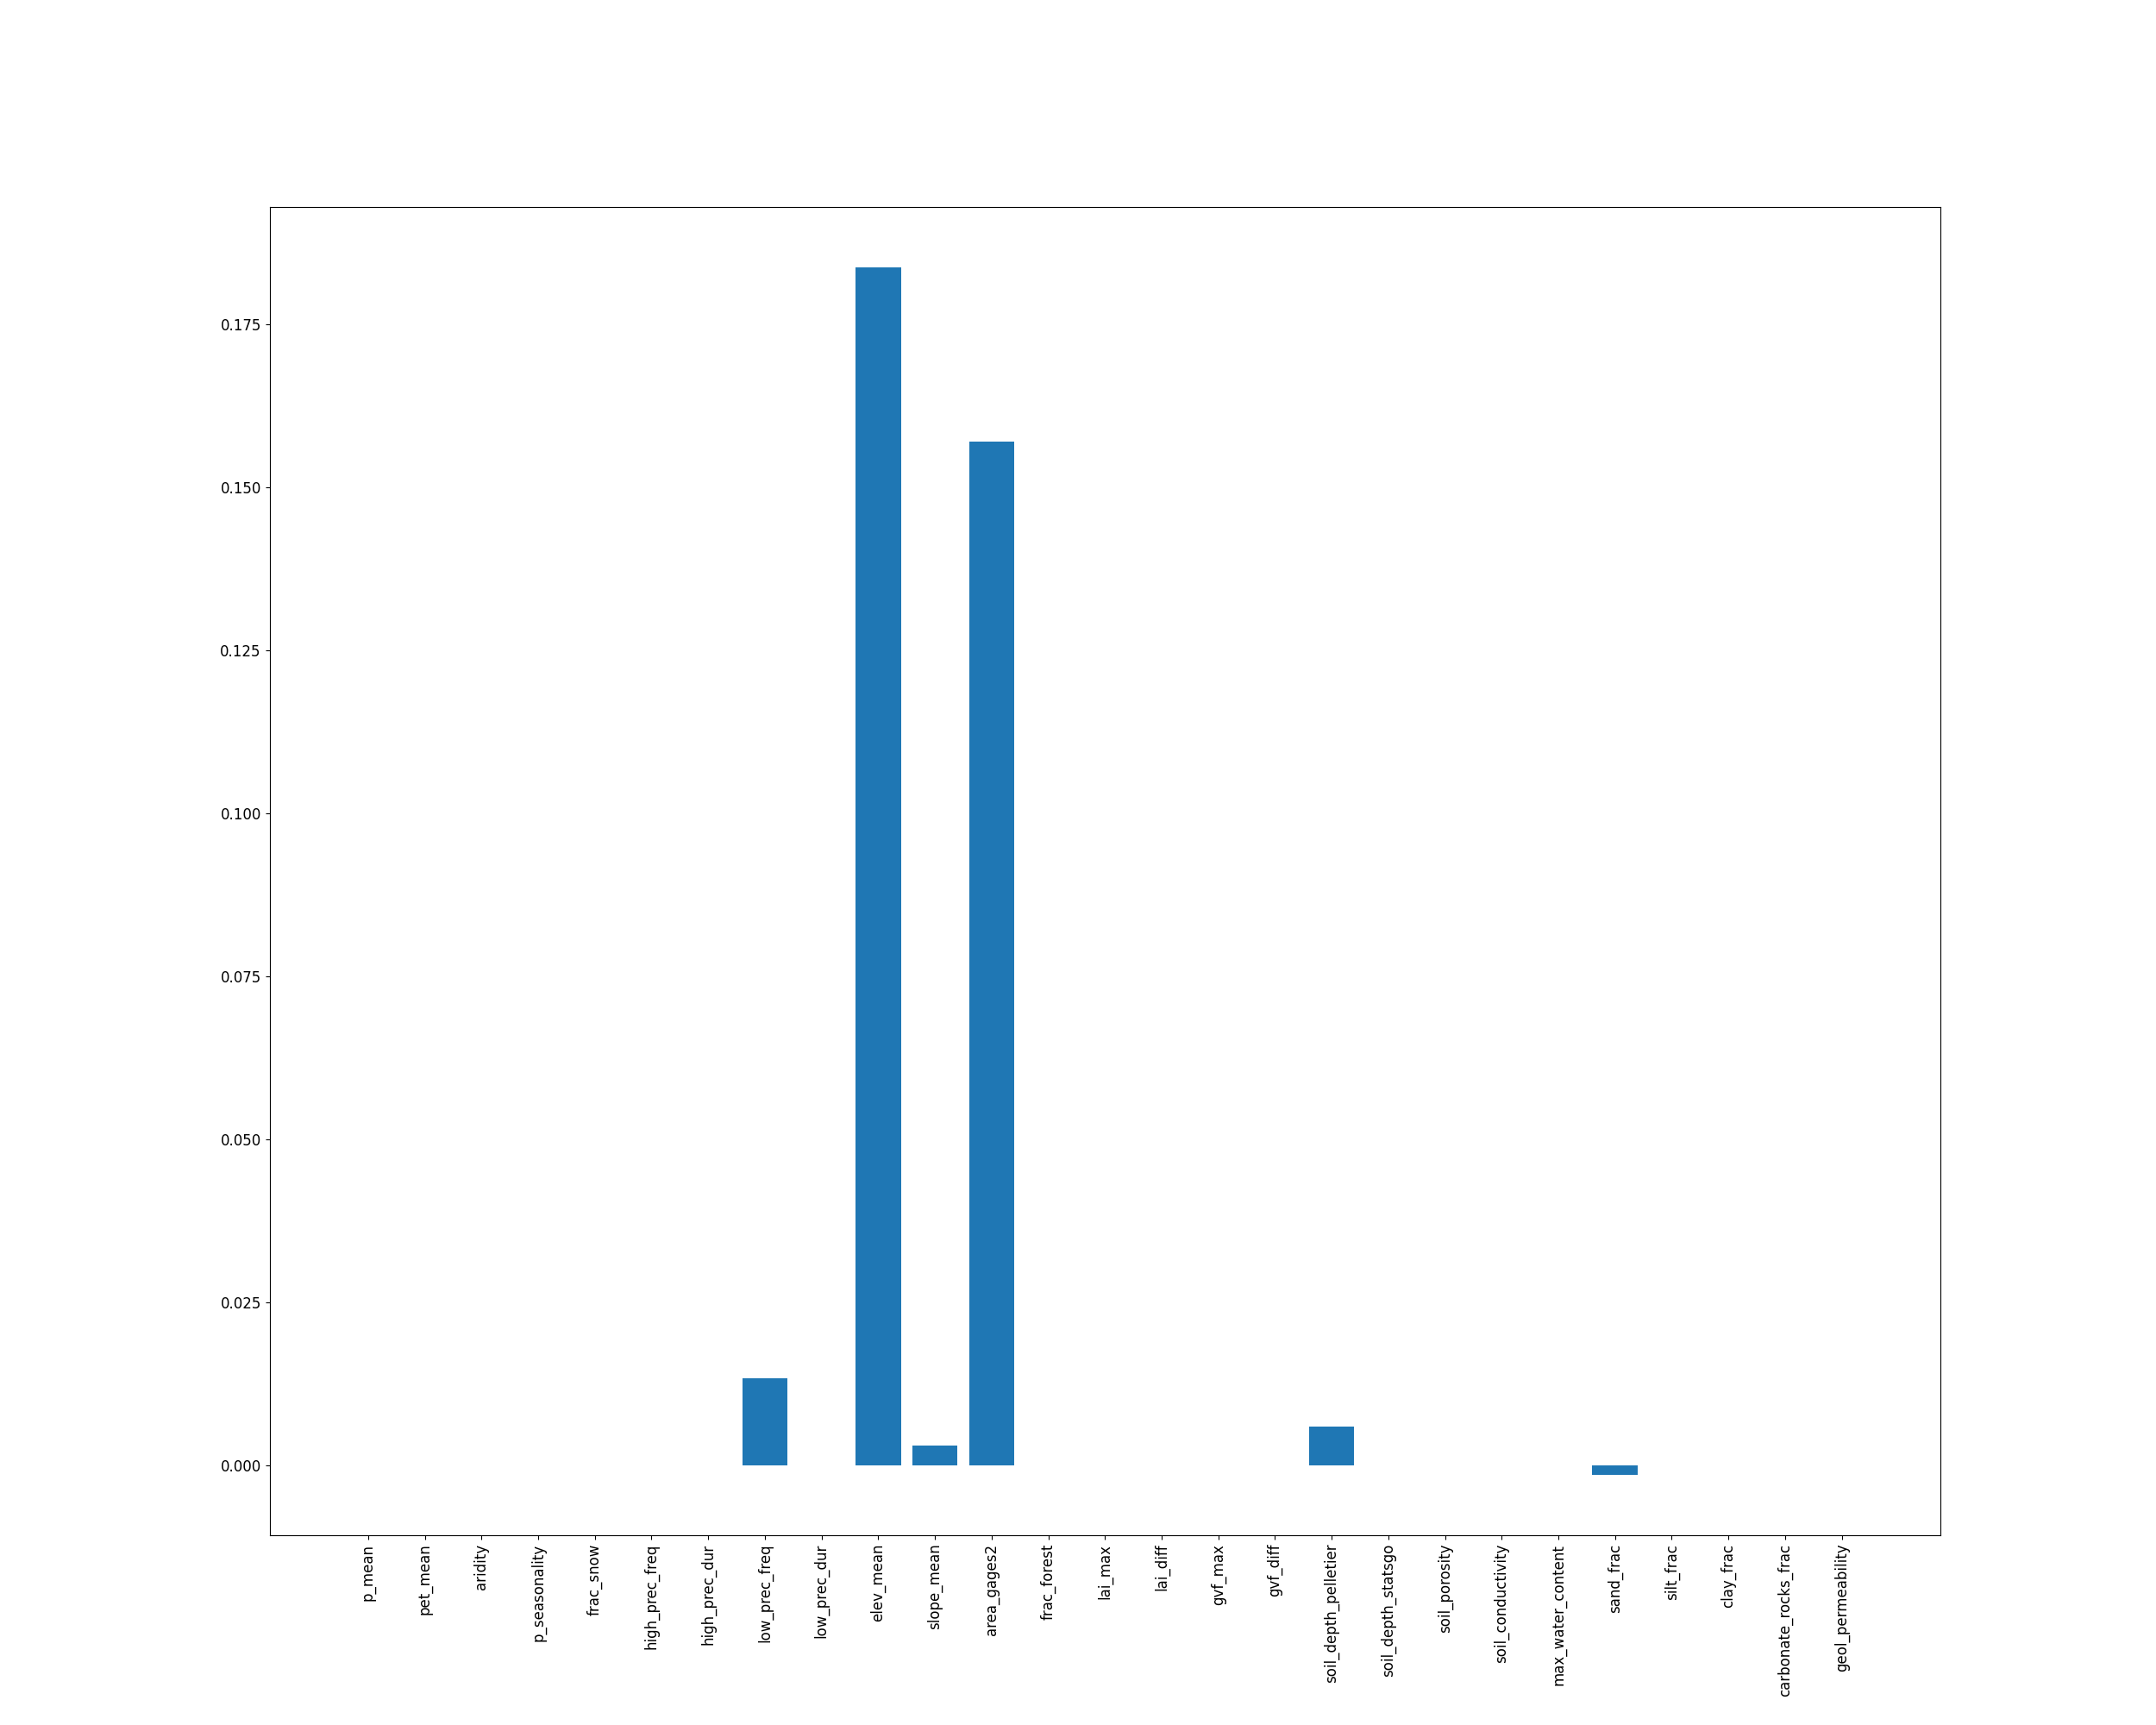 0.175
0.150
0.125
0.100
0.075
0.050
0.025
0.000
p_mean
pet_mean
aridity
p_seasonality
frac_snow
high_prec_freq
high_prec_dur
low_prec_freq
low_prec_dur
elev_mean
slope_mean
area_gages2
frac_forest
lai_max
lai_diff
gvf_max
gvf_diff
soil_depth_pelletier
soil_depth_statsgo
soil_porosity
soil_conductivity
max_water_content
sand_frac
silt_frac
clay_frac
carbonate_rocks_frac
geol_permeability